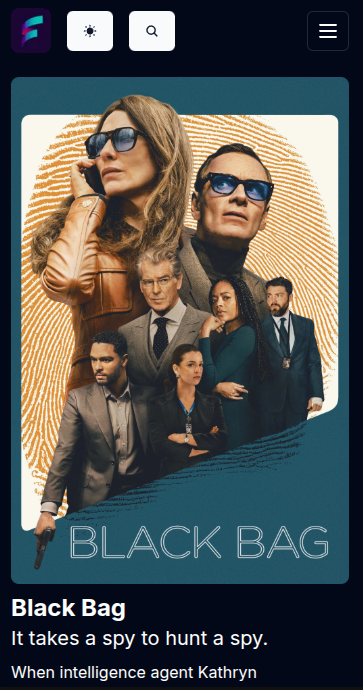 BLACK BAG
Black Bag
It takes a spy to hunt a spy.
When intelligence agent Kathryn